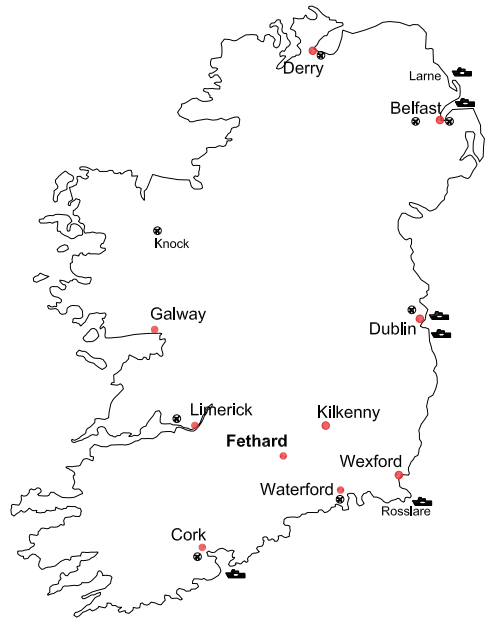 Derry
Larne
Belfast
Knock
Galway
Dublin
Limerick
Kilkenny
Fethard
Wexford
Waterford
Rosslare
Cork